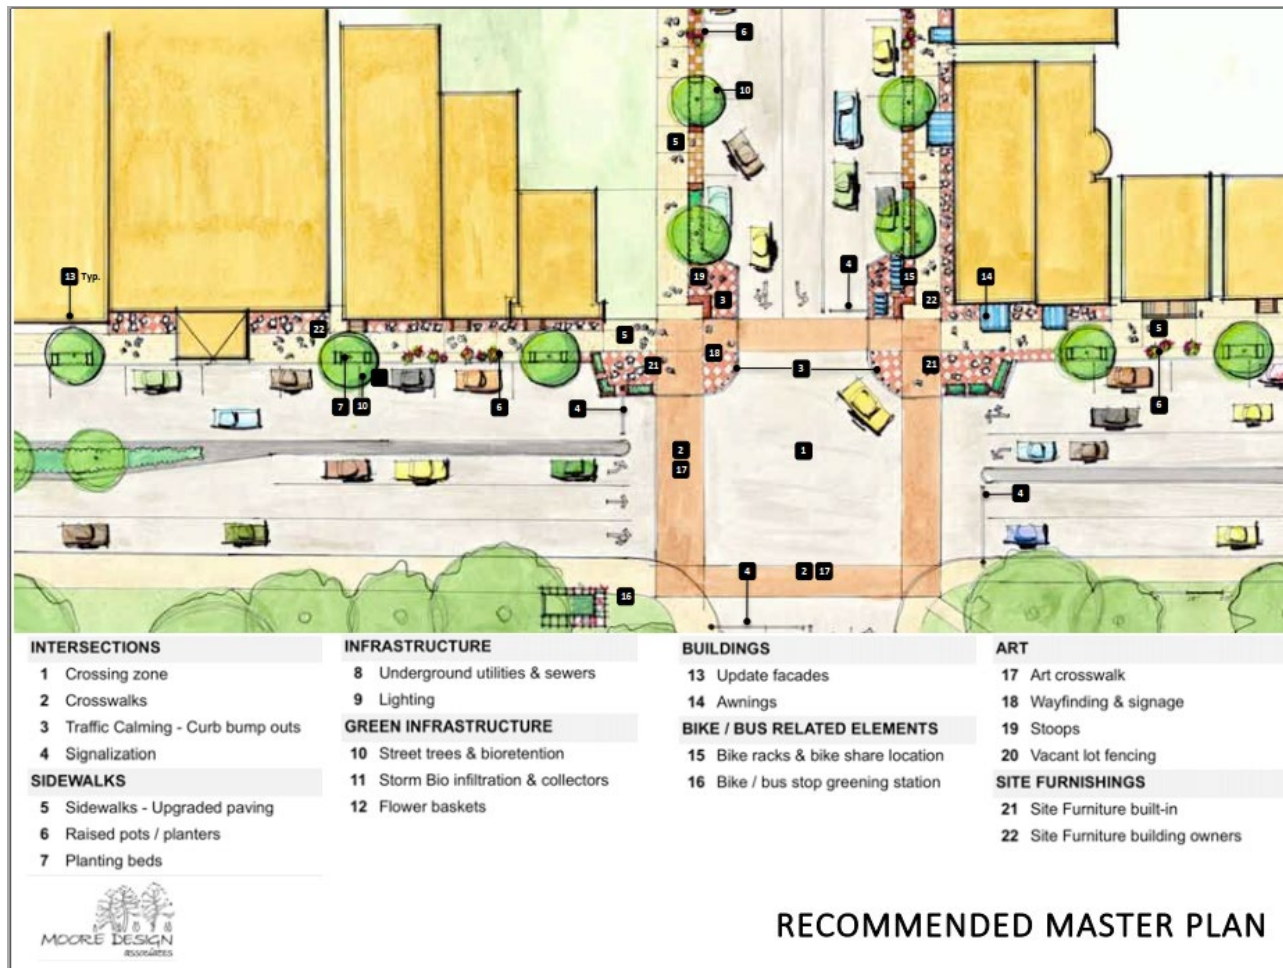 6
10
5
13 Typ.
19
3
4
15
22
14
22
5
18
3
21
21
5
7
10
6
4
6
2
17
1
4
4
2
17
16
INTERSECTIONS
1 Crossing zone
2 Crosswalks
3 Traffic Calming - Curb bump outs
4 Signalization
SIDEWALKS
5 Sidewalks - Upgraded paving
6 Raised pots / planters
7 Planting beds
INFRASTRUCTURE
8 Underground utilities & sewers
9 Lighting
GREEN INFRASTRUCTURE
10 Street trees & bioretention
11 Storm Bio infiltration & collectors
12 Flower baskets
BUILDINGS
13 Update facades
14 Awnings
BIKE / BUS RELATED ELEMENTS
15 Bike racks & bike share location
16 Bike / bus stop greening station
ART
17 Art crosswalk
18 Wayfinding & signage
19 Stoops
20 Vacant lot fencing
SITE FURNISHINGS
21 Site Furniture built-in
22 Site Furniture building owners
MOORE DESIGN
associates
RECOMMENDED MASTER PLAN